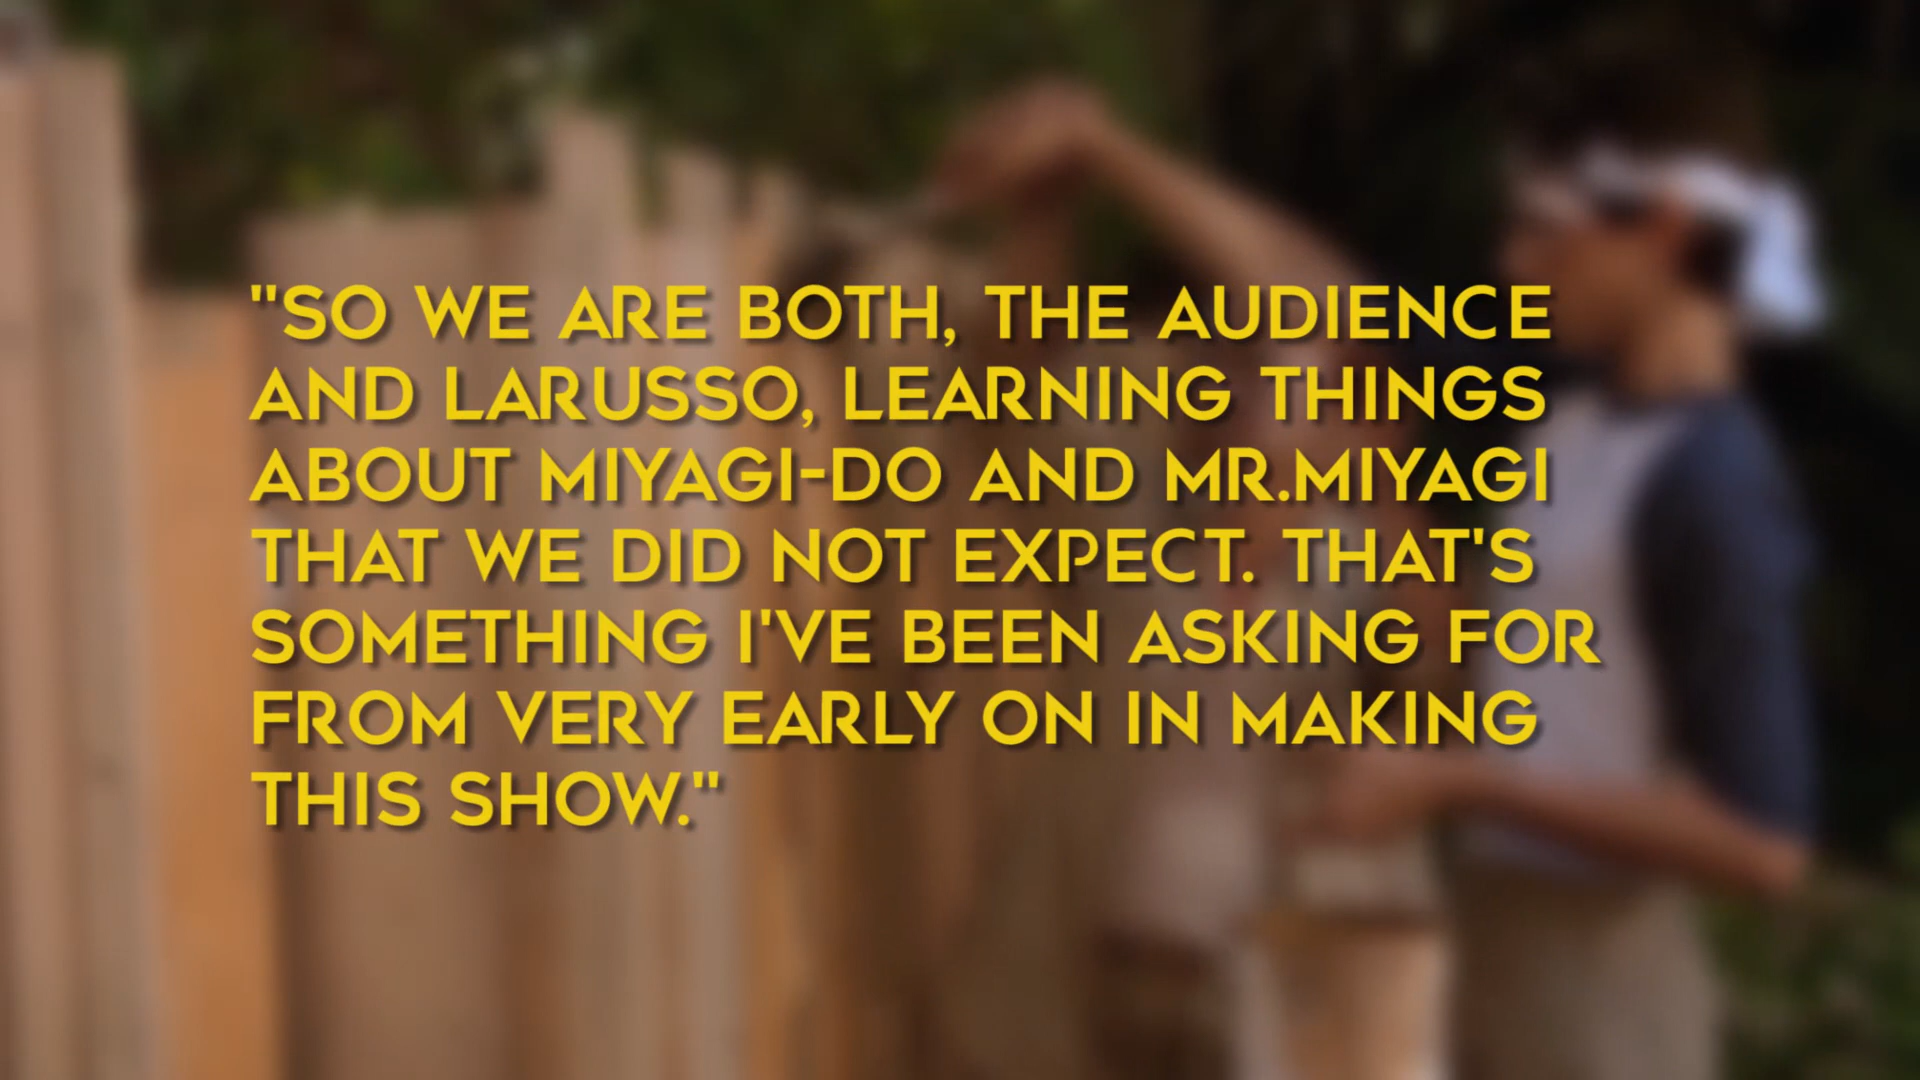 "SO WE ARE BOTH, THE AUDIENCE
AND LARUSSO, LEARNING THINGS
ABOUT MIYAGI-DO AND MR.MIYAGI
THAT WE DID NOT EXPECT. THAT'S
SOMETHING I'VE BEEN ASKING FOR
FROM VERY EARLY ON IN MAKING
THIS SHOW."